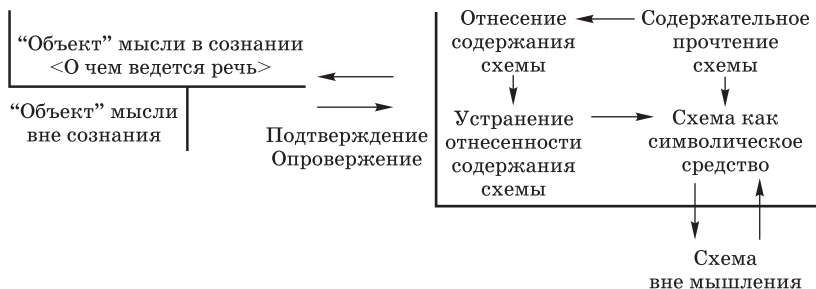 “Объект” мысли в сознании
<О чем ведется речь>
“Объект” мысли
вне сознания
Подтверждение
Опровержение
Отнесение
содержания
схемы
Содержательное
прочтение
схемы
Устранение
отнесенности
содержания
схемы
Схема как
символическое
средство
Схема
вне мышления